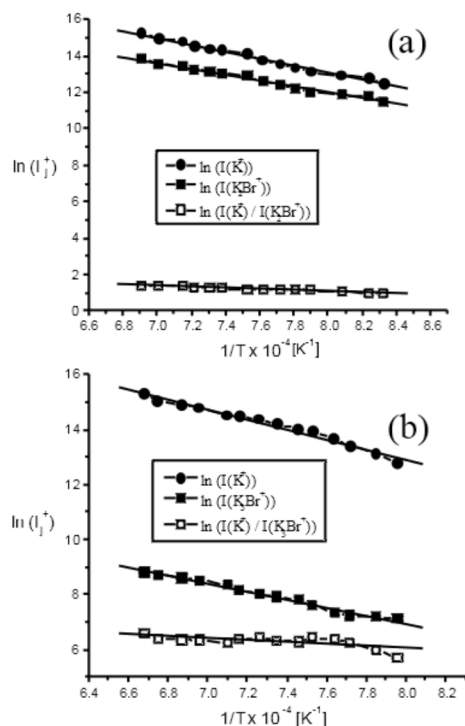 (a)
16
14
12
10
8
6
4
2
1
0
ln (I⁺ⱼ)
ln (I(K⁺))
ln (I(K₂Br⁺))
ln (I(K⁺) / I(K₂Br⁺))
6.6 6.8 7.0 7.2 7.4 7.6 7.8 8.0 8.2 8.4 8.6
1/T x 10⁻⁴ [K⁻¹]
(b)
16
14
12
10
8
6
ln (I⁺ⱼ)
ln (I(K⁺))
ln (I(K₃Br⁺))
ln (I(K⁺) / I(K₃Br⁺))
6.4 6.6 6.8 7.0 7.2 7.4 7.6 7.8 8.0 8.2
1/T x 10⁻⁴ [K⁻¹]